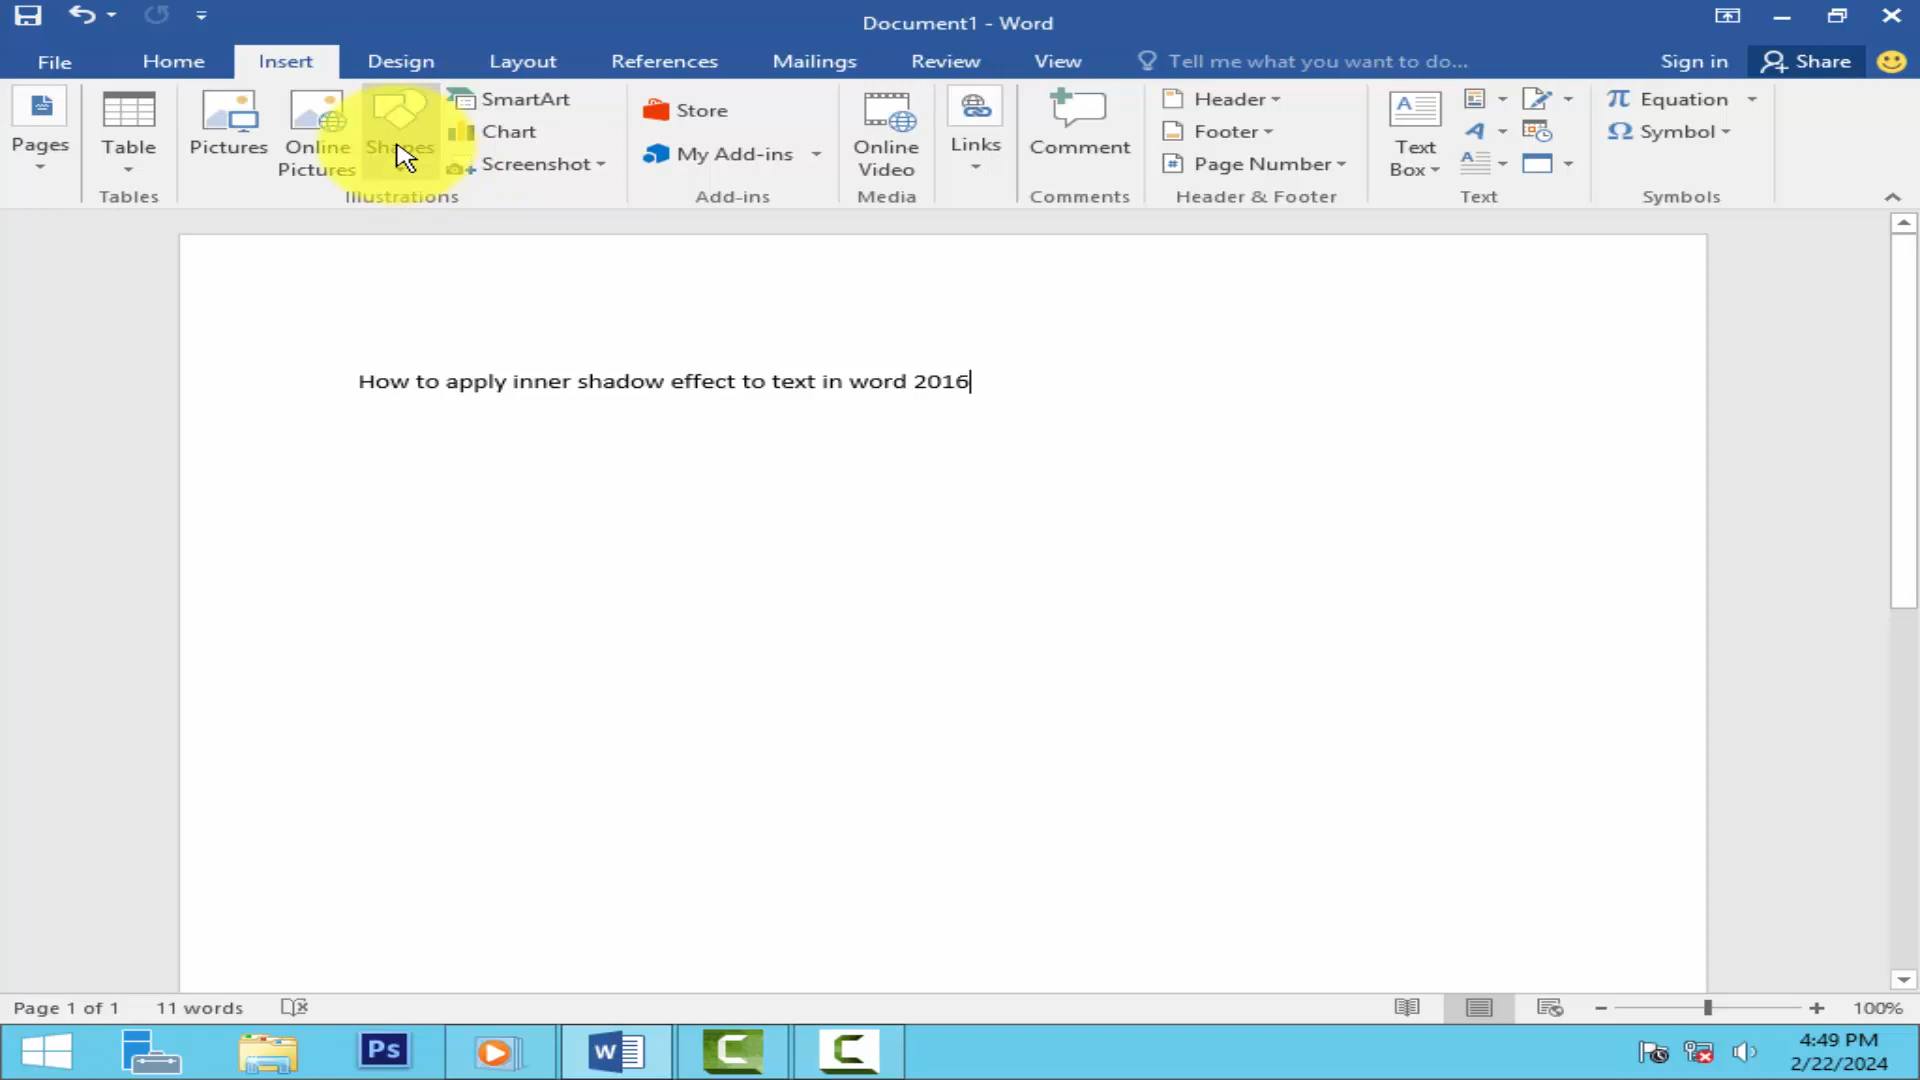 Document1 - Word
File Home Insert Design Layout References Mailings Review View Tell me what you want to do... Sign in Share
Pages
Table
Tables
Pictures
Online
Pictures
Shapes
SmartArt
Chart
Screenshot
Illustrations
Store
My Add-ins
Add-ins
Online
Video
Media
Links
Comment
Comments
Header
Footer
Page Number
Header & Footer
Text
Box
Text
Equation
Symbol
Symbols
How to apply inner shadow effect to text in word 2016
Page 1 of 1 11 words 100%
Ps
4:49 PM
2/22/2024